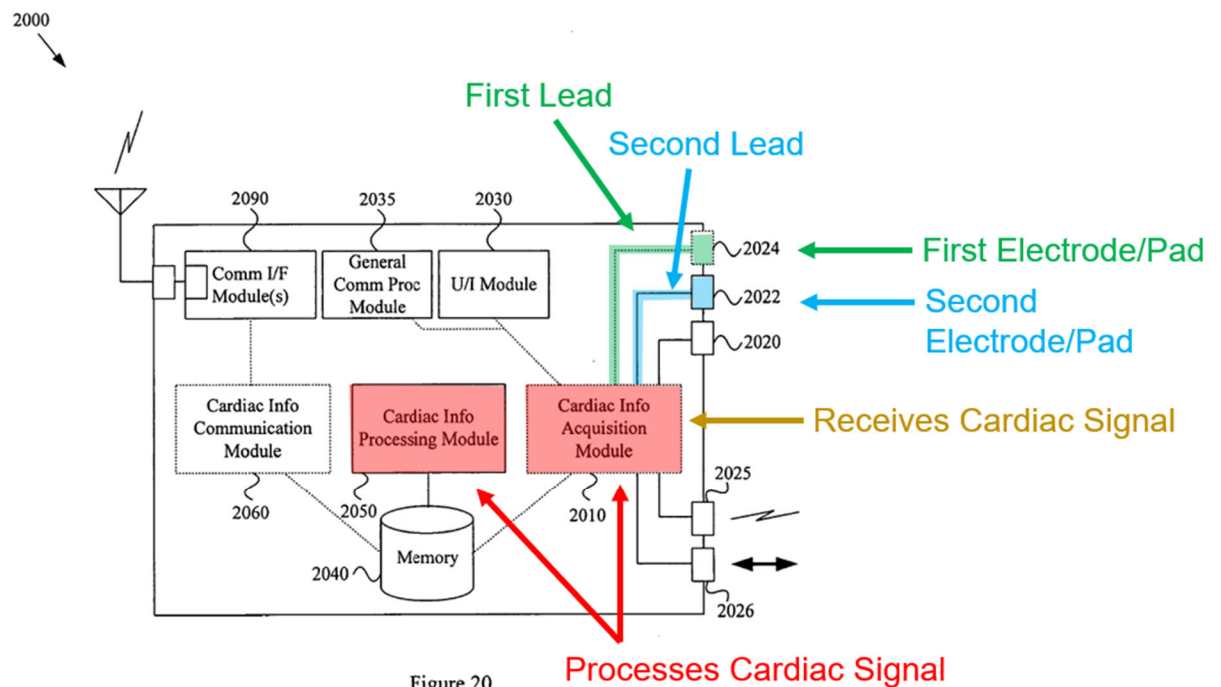 2000
First Lead
Second Lead
2090
2035
2030
Comm I/F
Module(s)
General
Comm Proc
Module
U/I Module
2024
First Electrode/Pad
2022
Second
Electrode/Pad
2020
Cardiac Info
Communication
Module
Cardiac Info
Processing Module
Cardiac Info
Acquisition
Module
Receives Cardiac Signal
2060
2050
2010
2025
Memory
2040
2026
Processes Cardiac Signal
Figure 20